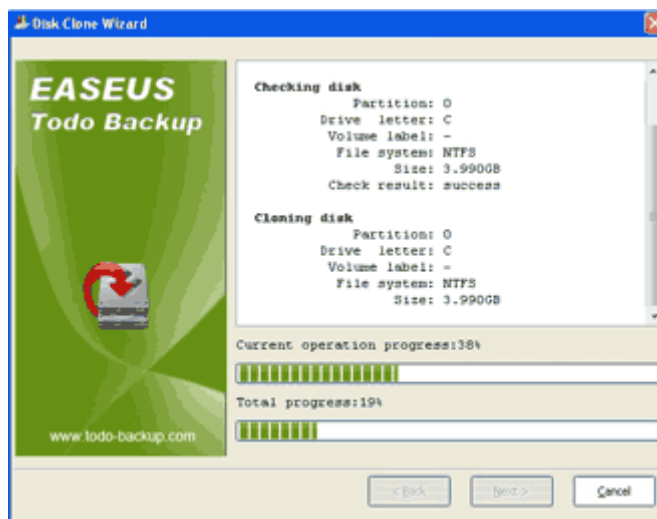 Disk Clone Wizard
EASEUS
Todo Backup
Checking disk
Partition: 0
Drive letter: C
Volume label: -
File system: NTFS
Size: 3.990GB
Check result: success
Cloning disk
Partition: 0
Drive letter: C
Volume label: -
File system: NTFS
Size: 3.990GB
Current operation progress:38%
Total progress:19%
www.todo-backup.com
< Back
Next >
Cancel